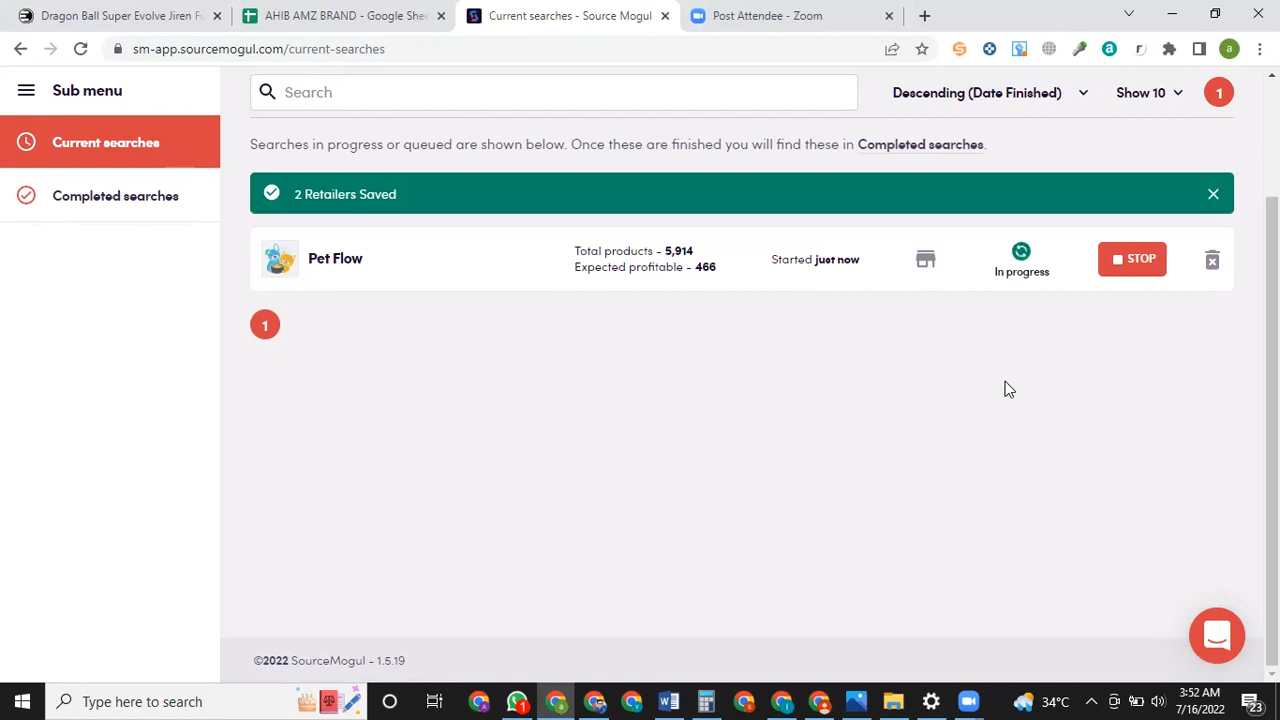 Dragon Ball Super Evolve Jiren F
AHIB AMZ BRAND - Google She
Current searches - Source Mogul
Post Attendee - Zoom
sm-app.sourcemogul.com/current-searches
Sub menu
Search
Descending (Date Finished)
Show 10
1
Current searches
Searches in progress or queued are shown below. Once these are finished you will find these in Completed searches.
Completed searches
2 Retailers Saved
Pet Flow
Total products - 5,914
Expected profitable - 466
Started just now
In progress
STOP
1
©2022 SourceMogul - 1.5.19
Type here to search
1
34°C
3:52 AM
7/16/2022
23